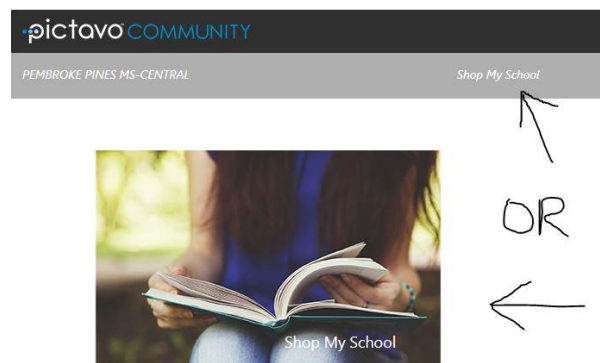 pictavo COMMUNITY
PEMBROKE PINES MS-CENTRAL
Shop My School
OR
Shop My School